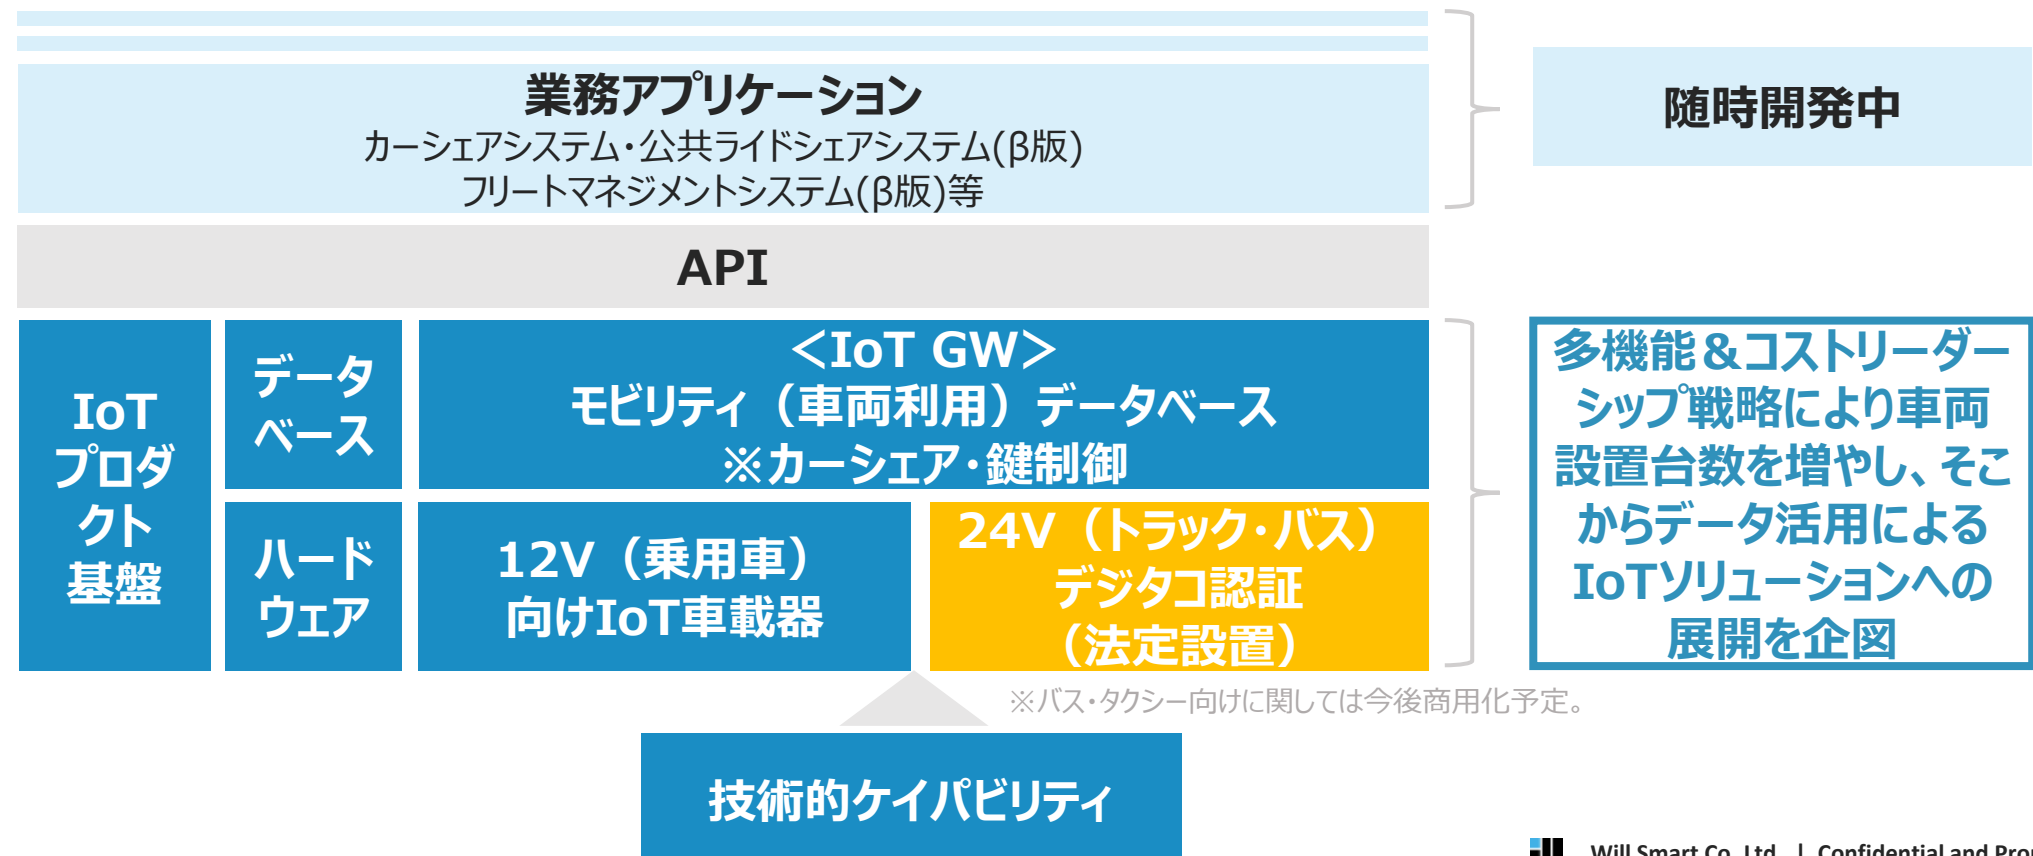 業務アプリケーション
カーシェアシステム・公共ライドシェアシステム(β版)
フリートマネジメントシステム(β版)等
随時開発中
API
IoT
プロダ
クト
基盤
データ
ベース
＜IoT GW＞
モビリティ（車両利用）データベース
※カーシェア・鍵制御
ハード
ウェア
12V（乗用車）
向けIoT車載器
24V（トラック・バス）
デジタコ認証
（法定設置）
多機能＆コストリーダー
シップ戦略により車両
設置台数を増やし、そこ
からデータ活用による
IoTソリューションへの
展開を企図
※バス・タクシー向けに関しては今後商用化予定。
技術的ケイパビリティ
Will Smart Co.,Ltd. | Confidential and